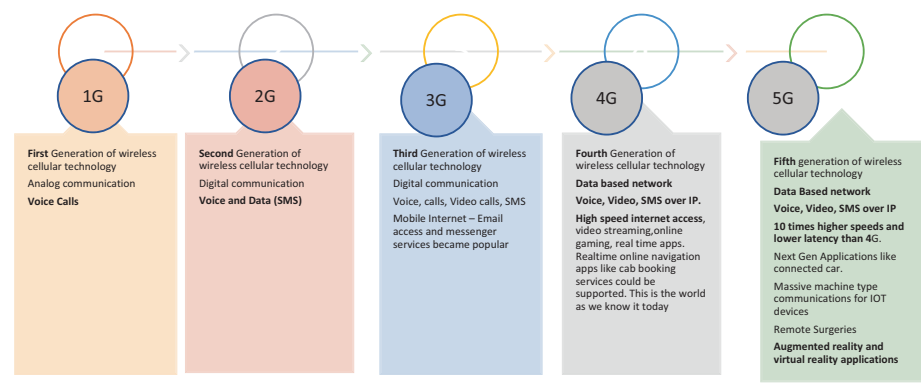 1G
First Generation of wireless
cellular technology
Analog communication
Voice Calls
2G
Second Generation of
wireless cellular technology
Digital communication
Voice and Data (SMS)
3G
Third Generation of wireless
cellular technology
Digital communication
Voice, calls, Video calls, SMS
Mobile Internet – Email
access and messenger
services became popular
4G
Fourth Generation of
wireless cellular technology
Data based network
Voice, Video, SMS over IP.
High speed internet access,
video streaming,online
gaming, real time apps.
Realtime online navigation
apps like cab booking
services could be
supported. This is the world
as we know it today
5G
Fifth generation of wireless
cellular technology
Data Based network
Voice, Video, SMS over IP
10 times higher speeds and
lower latency than 4G.
Next Gen Applications like
connected car.
Massive machine type
communications for IOT
devices
Remote Surgeries
Augmented reality and
virtual reality applications